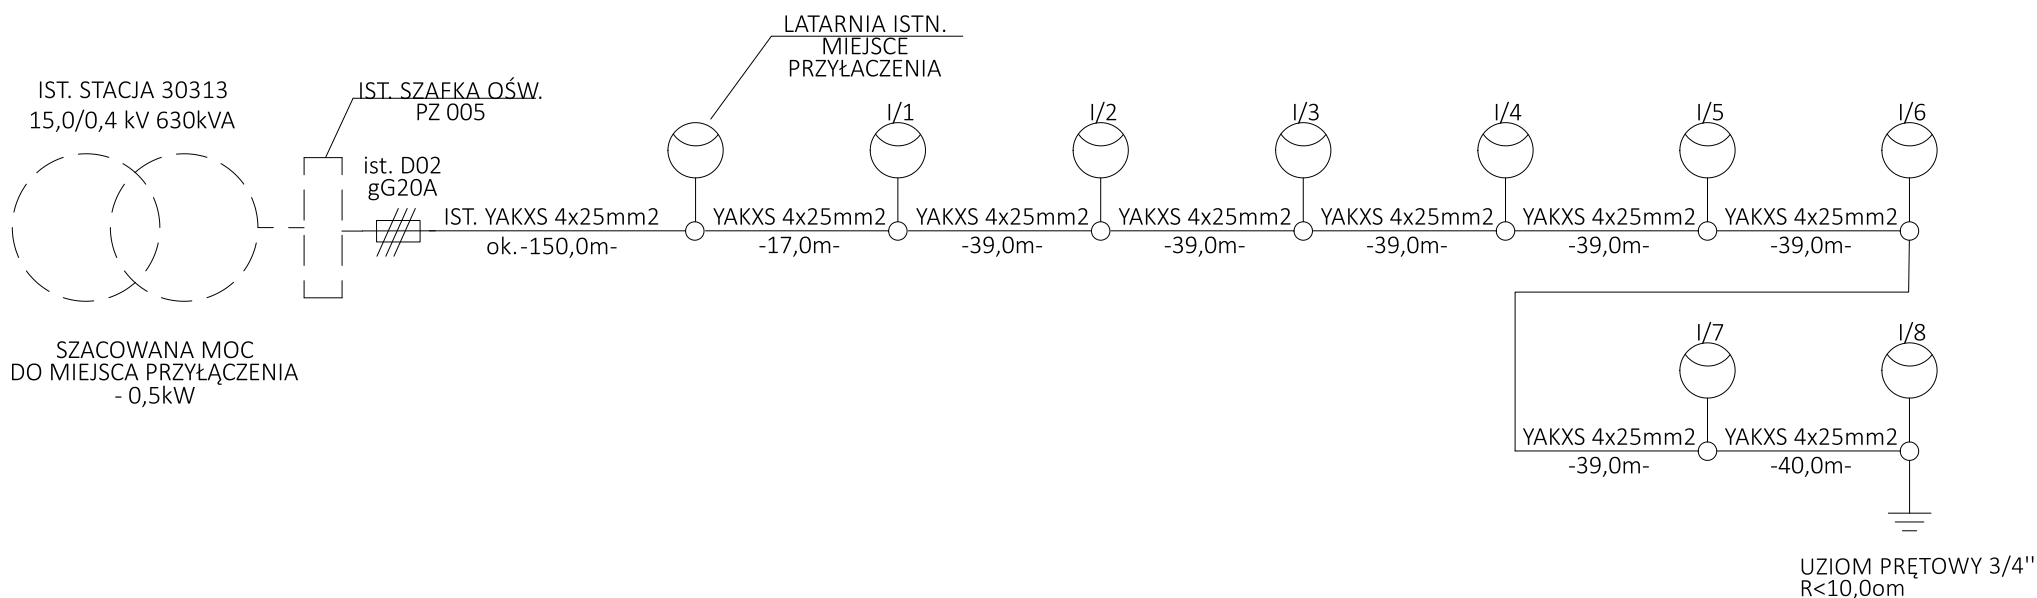 LATARNIA ISTN.
MIEJSCE
PRZYŁACZENIA
IST. STACJA 30313
15,0/0,4 kV 630kVA
IST. SZAFKA OŚW.
PZ 005
I/1
I/2
I/3
I/4
I/5
I/6
ist. D02
gG20A
IST. YAKXS 4x25mm2
ok.-150,0m-
YAKXS 4x25mm2
-17,0m-
YAKXS 4x25mm2
-39,0m-
YAKXS 4x25mm2
-39,0m-
YAKXS 4x25mm2
-39,0m-
YAKXS 4x25mm2
-39,0m-
YAKXS 4x25mm2
-39,0m-
SZACOWANA MOC
DO MIEJSCA PRZYŁĄCZENIA
- 0,5kW
I/7
I/8
YAKXS 4x25mm2
-39,0m-
YAKXS 4x25mm2
-40,0m-
UZIOM PRĘTOWY 3/4''
R<10,0om